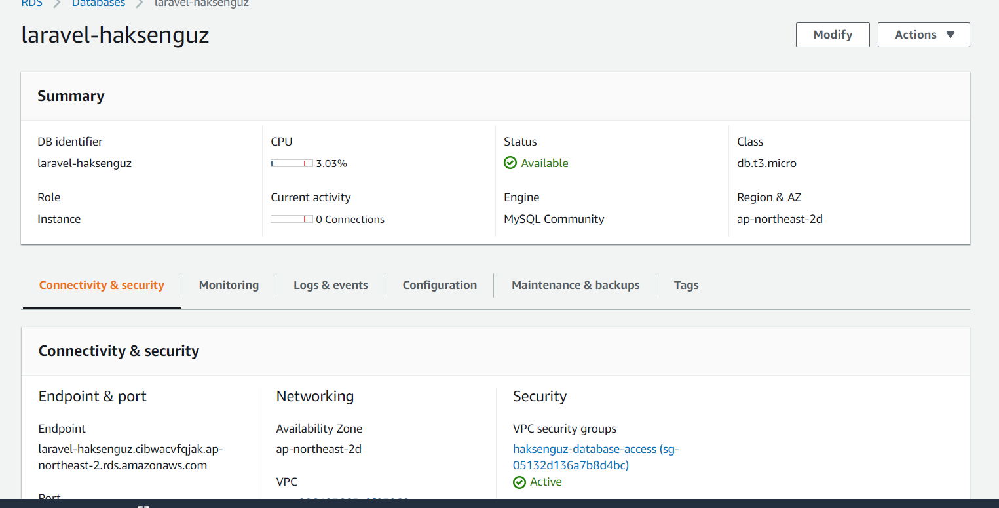 RDS > Databases > laravel-haksenguz
laravel-haksenguz
Modify
Actions
Summary
DB identifier
laravel-haksenguz
CPU
3.03%
Status
Available
Class
db.t3.micro
Role
Instance
Current activity
0 Connections
Engine
MySQL Community
Region & AZ
ap-northeast-2d
Connectivity & security
Monitoring
Logs & events
Configuration
Maintenance & backups
Tags
Connectivity & security
Endpoint & port
Endpoint
laravel-haksenguz.cibwacvfqjak.ap-
northeast-2.rds.amazonaws.com
Port
Networking
Availability Zone
ap-northeast-2d
VPC
Security
VPC security groups
haksenguz-database-access (sg-
05132d136a7b8d4bc)
Active